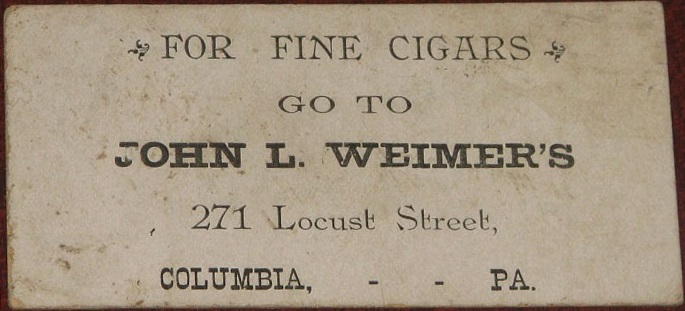 FOR FINE CIGARS
GO TO
JOHN L. WEIMER'S
271 Locust Street,
COLUMBIA, - - PA.